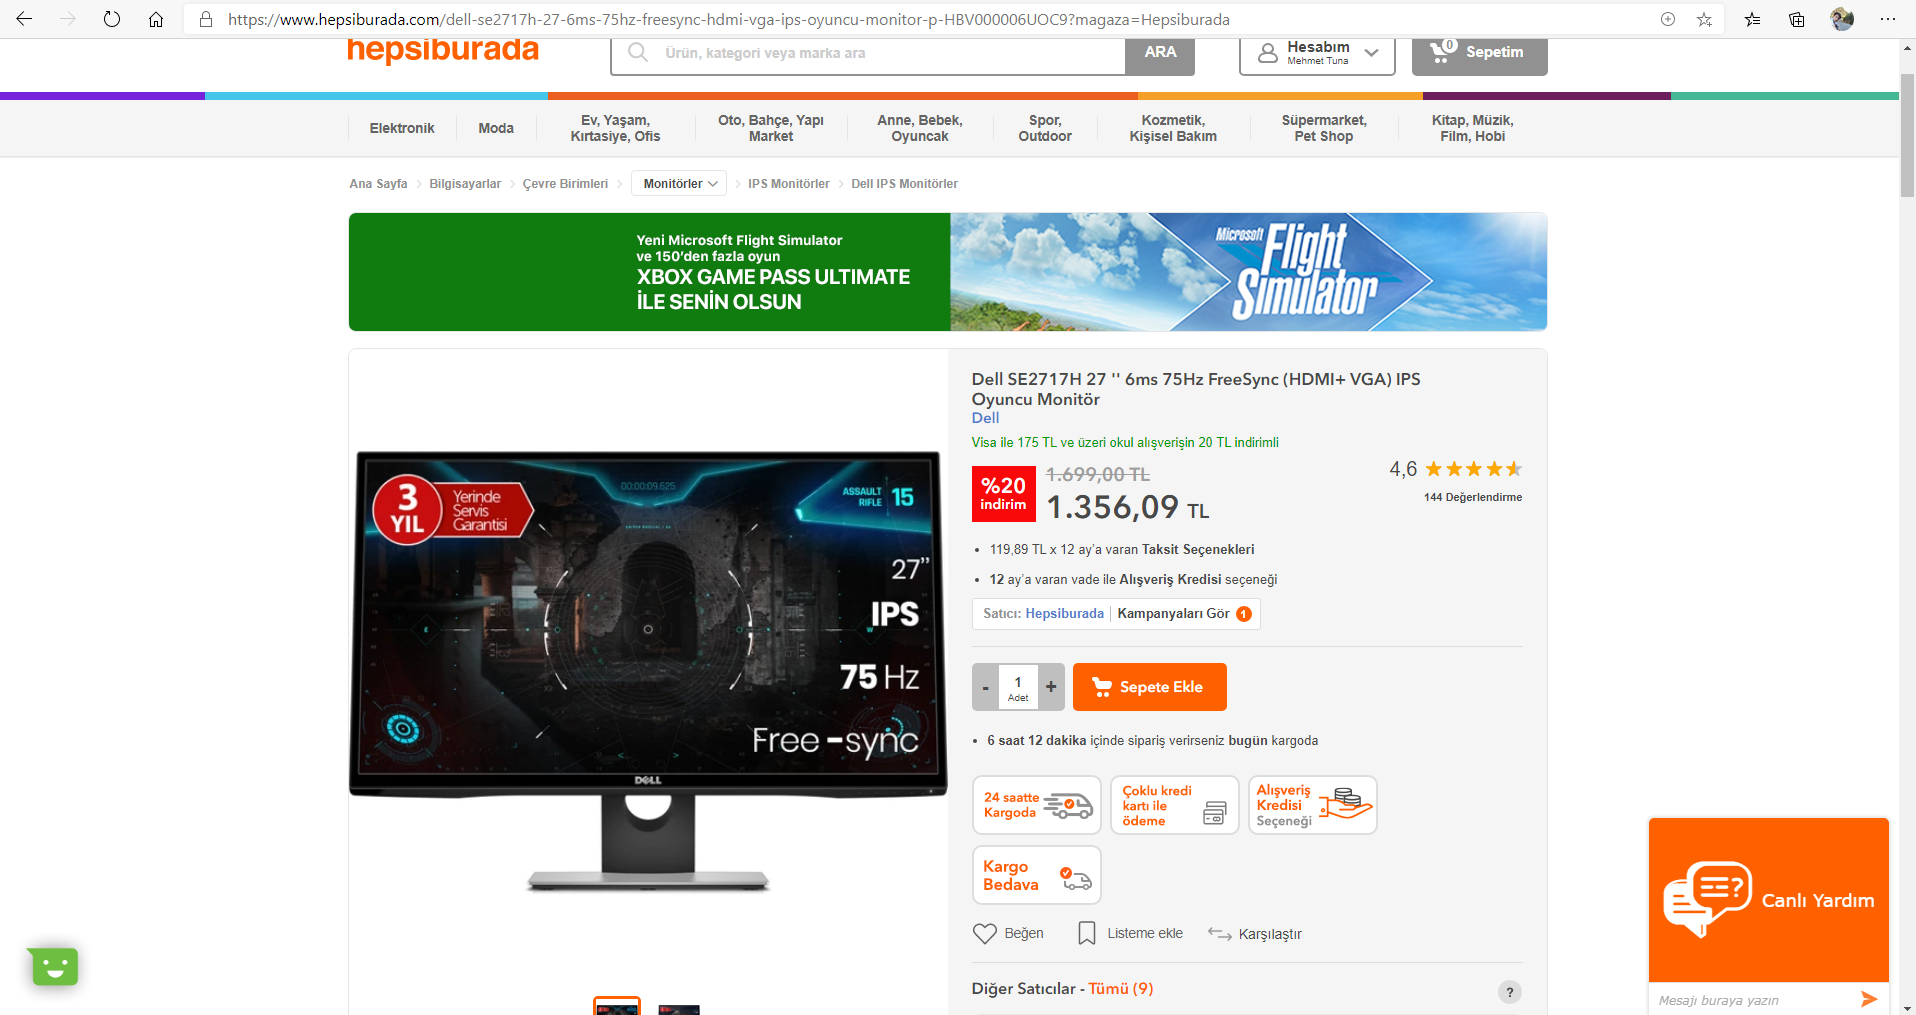 https://www.hepsiburada.com/dell-se2717h-27-6ms-75hz-freesync-hdmi-vga-ips-oyuncu-monitor-p-HBV000006UOC9?magaza=Hepsiburada
hepsiburada
Ürün, kategori veya marka ara
ARA
Hesabım
Mehmet Tuna
0
Sepetim
Elektronik
Moda
Ev, Yaşam,
Kırtasiye, Ofis
Oto, Bahçe, Yapı
Market
Anne, Bebek,
Oyuncak
Spor,
Outdoor
Kozmetik,
Kişisel Bakım
Süpermarket,
Pet Shop
Kitap, Müzik,
Film, Hobi
Ana Sayfa
Bilgisayarlar
Çevre Birimleri
Monitörler
IPS Monitörler
Dell IPS Monitörler
Yeni Microsoft Flight Simulator
ve 150'den fazla oyun
XBOX GAME PASS ULTIMATE
İLE SENİN OLSUN
Microsoft
Flight
Simulator
3
YIL
Yerinde
Servis
Garantisi
00:00:09.625
ASSAULT
RIFLE
15
27”
IPS
75 Hz
Free-sync
DELL
Dell SE2717H 27 '' 6ms 75Hz FreeSync (HDMI+ VGA) IPS
Oyuncu Monitör
Dell
Visa ile 175 TL ve üzeri okul alışverişin 20 TL indirimli
%20
indirim
1.699,00 TL
1.356,09 TL
4,6
144 Değerlendirme
• 119,89 TL x 12 ay'a varan Taksit Seçenekleri
• 12 ay'a varan vade ile Alışveriş Kredisi seçeneği
Satıcı: Hepsiburada | Kampanyaları Gör 1
-
1
Adet
+
Sepete Ekle
• 6 saat 12 dakika içinde sipariş verirseniz bugün kargoda
24 saatte
Kargoda
Çoklu kredi
kartı ile
ödeme
Alışveriş
Kredisi
Seçeneği
Kargo
Bedava
Beğen
Listeme ekle
Karşılaştır
Diğer Satıcılar - Tümü (9)
?
Canlı Yardım
Mesajı buraya yazın